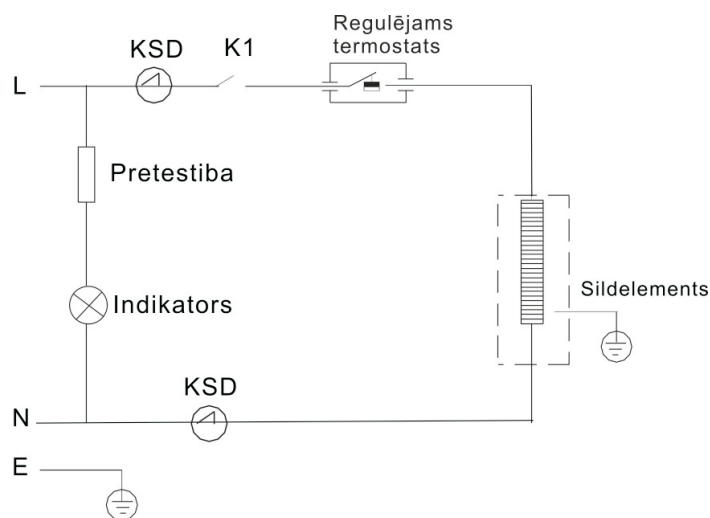 Regulējams
termostats
KSD
K1
L
Pretestiba
Indikators
Sildelements
KSD
N
E